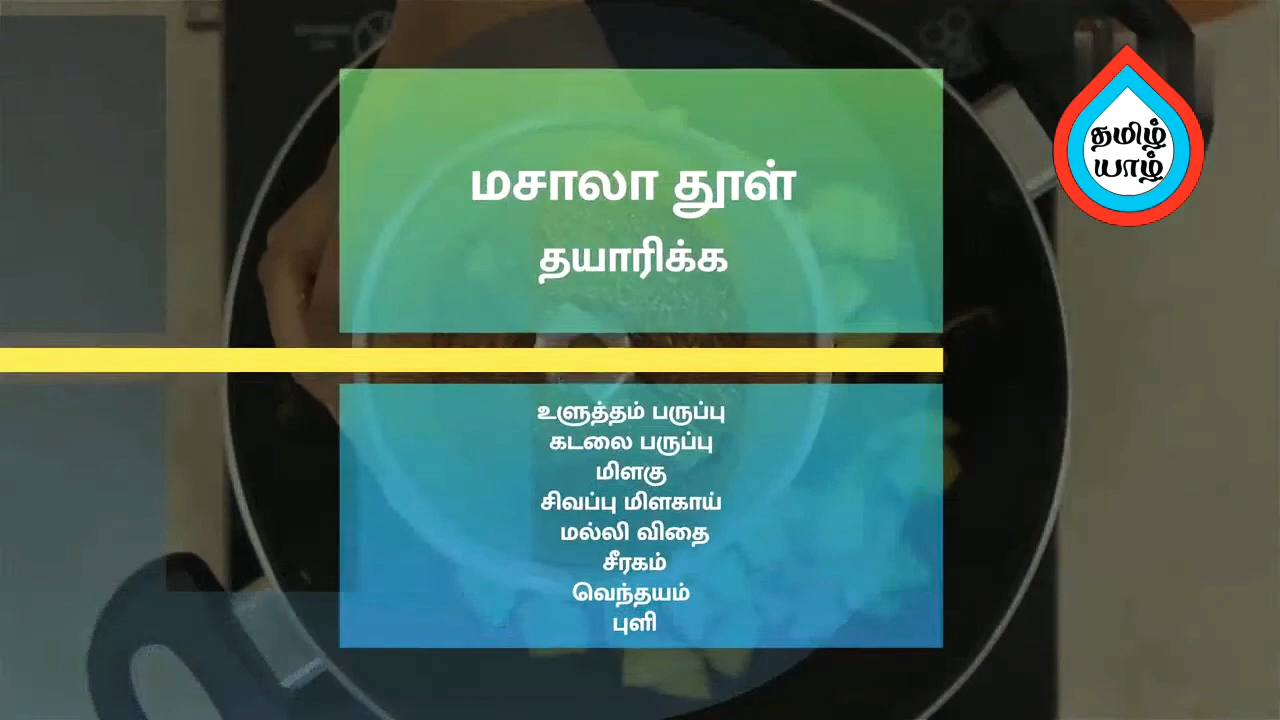 மசாலா தூள்
தயாரிக்க
தமிழ்
யாழ்
உளுத்தம் பருப்பு
கடலை பருப்பு
மிளகு
சிவப்பு மிளகாய்
மல்லி விதை
சீரகம்
வெந்தயம்
புளி